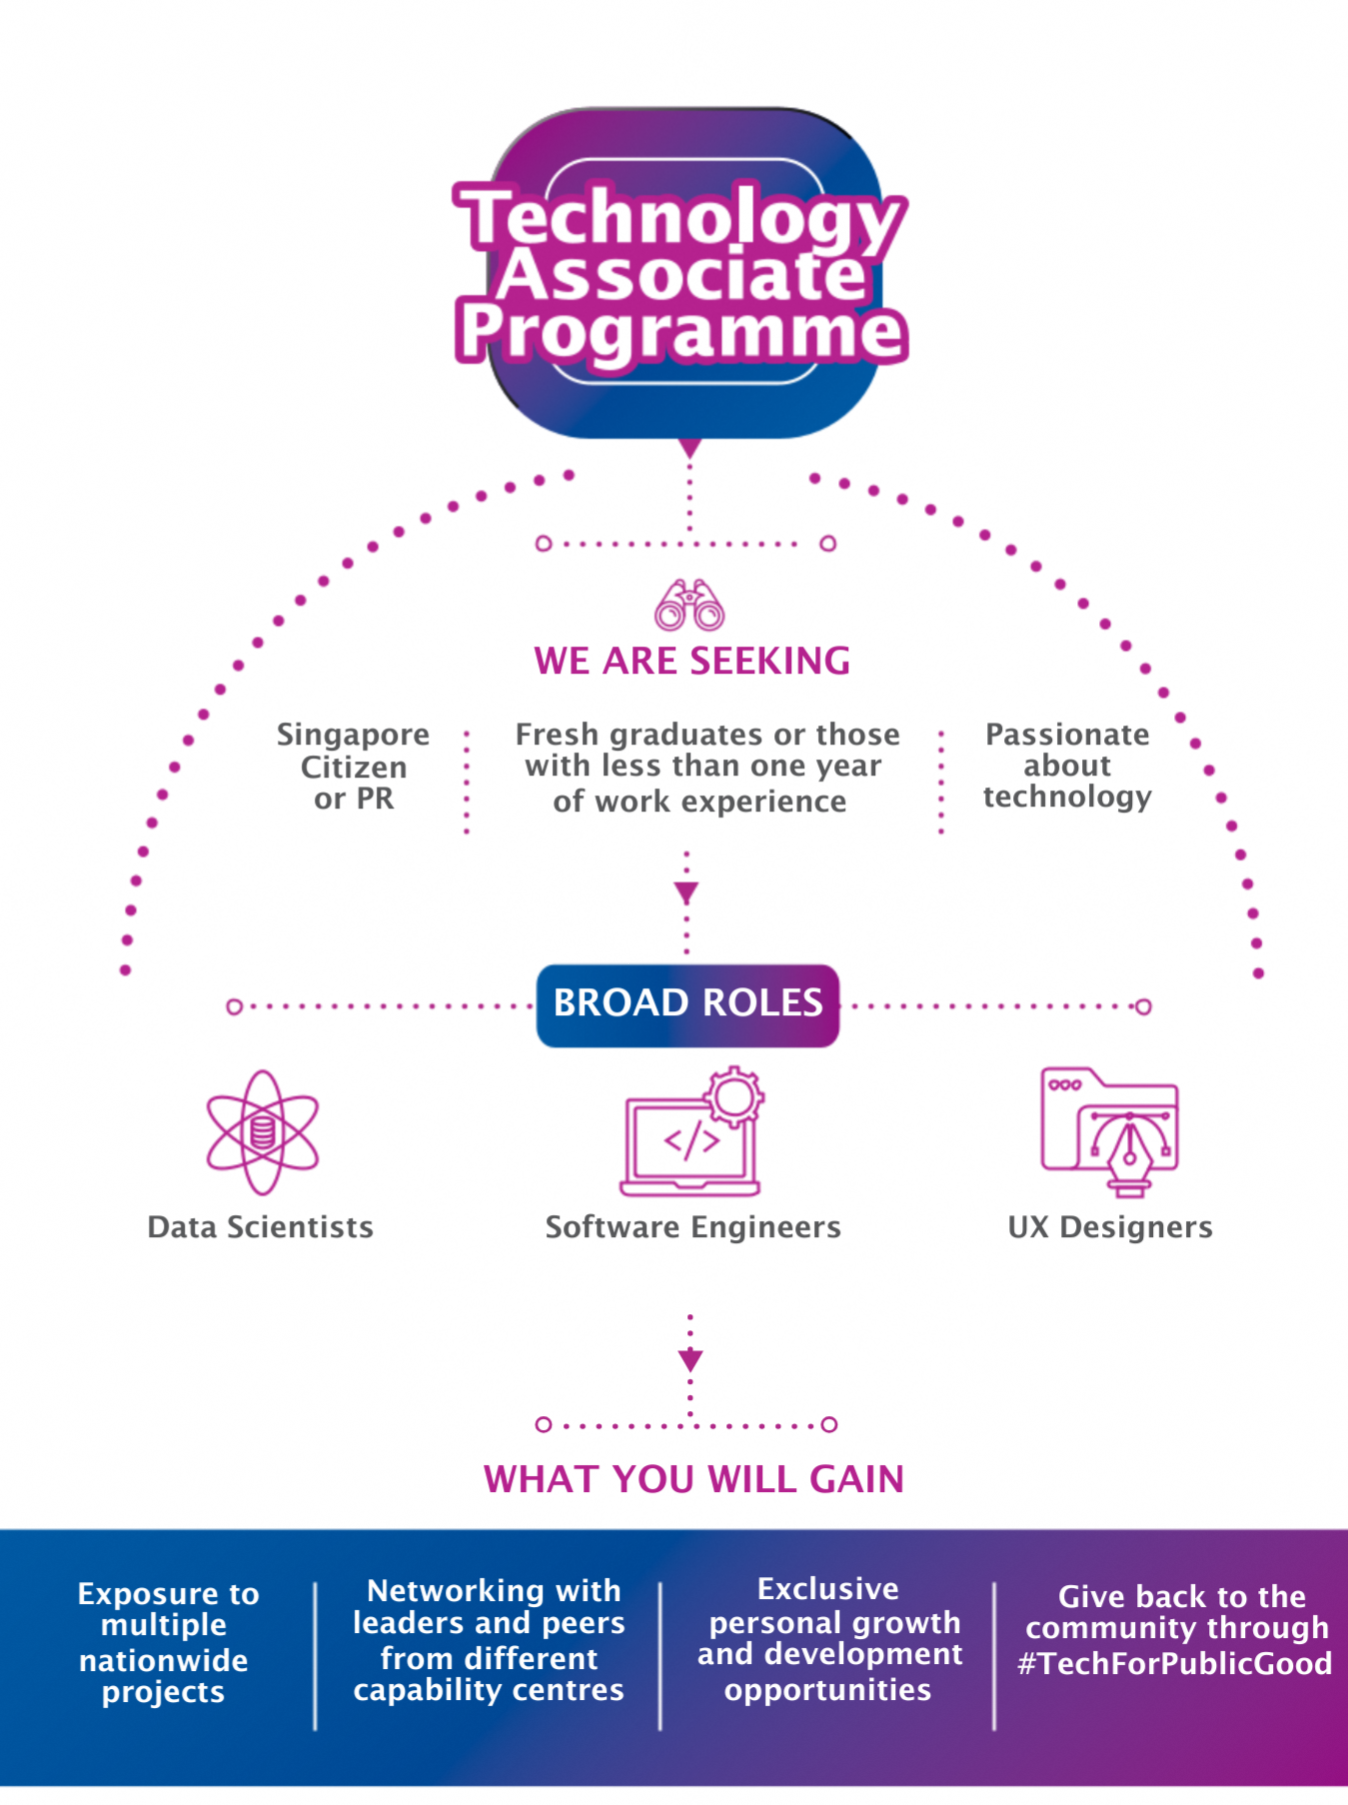 Technology
Associate
Programme
WE ARE SEEKING
Singapore
Citizen
or PR
Fresh graduates or those
with less than one year
of work experience
Passionate
about
technology
BROAD ROLES
</>
Data Scientists
Software Engineers
UX Designers
WHAT YOU WILL GAIN
Exposure to
multiple
nationwide
projects
Networking with
leaders and peers
from different
capability centres
Exclusive
personal growth
and development
opportunities
Give back to the
community through
#TechForPublicGood